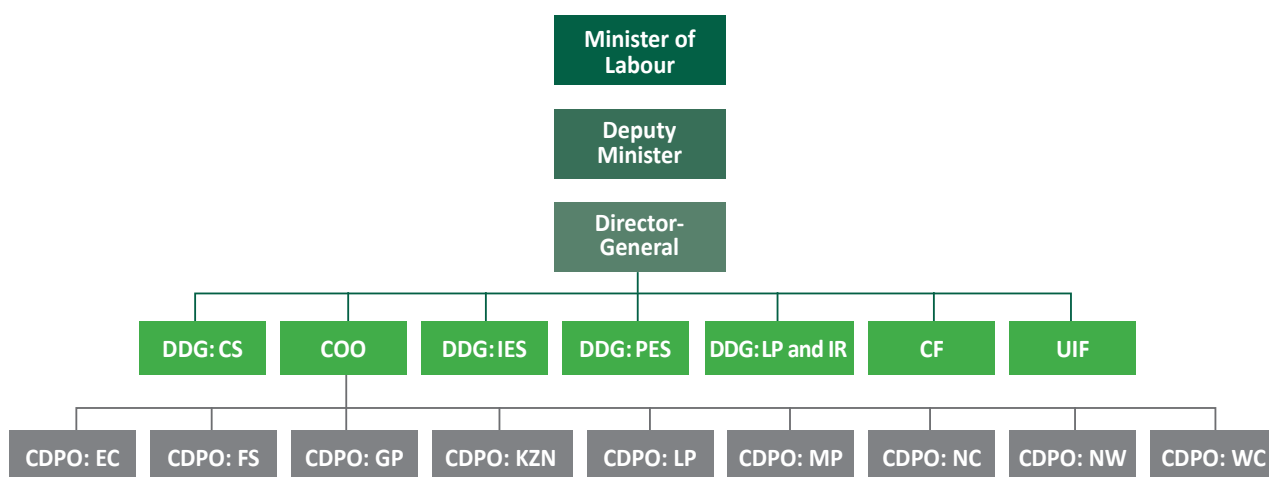 Minister of
Labour
Deputy
Minister
Director-
General
DDG: CS
COO
DDG: IES
DDG: PES
DDG: LP and IR
CF
UIF
CDPO: EC
CDPO: FS
CDPO: GP
CDPO: KZN
CDPO: LP
CDPO: MP
CDPO: NC
CDPO: NW
CDPO: WC